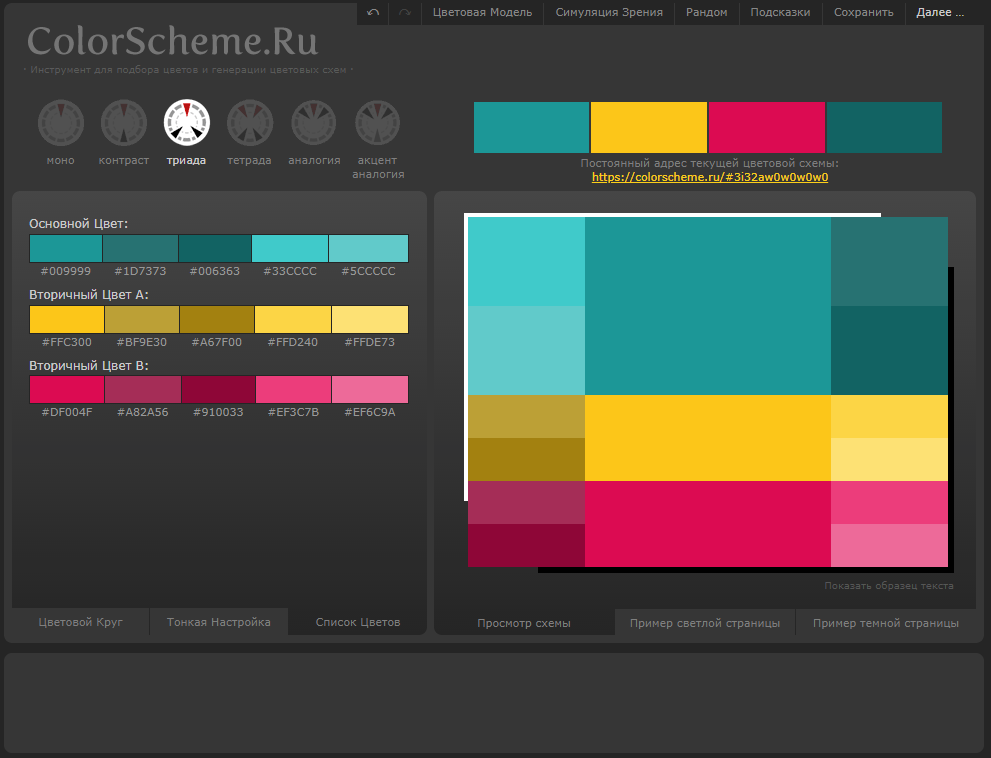 Цветовая Модель Симуляция Зрения Рандом Подсказки Сохранить Далее ...
ColorScheme.Ru
· Инструмент для подбора цветов и генерации цветовых схем ·
моно контраст триада тетрада аналогия акцент аналогия
Постоянный адрес текущей цветовой схемы:
https://colorscheme.ru/#3i32aw0w0w0w0
Основной Цвет:
#009999 #1D7373 #006363 #33CCCC #5CCCCC
Вторичный Цвет A:
#FFC300 #BF9E30 #A67F00 #FFD240 #FFDE73
Вторичный Цвет B:
#DF004F #A82A56 #910033 #EF3C7B #EF6C9A
Показать образец текста
Цветовой Круг Тонкая Настройка Список Цветов
Просмотр схемы Пример светлой страницы Пример темной страницы